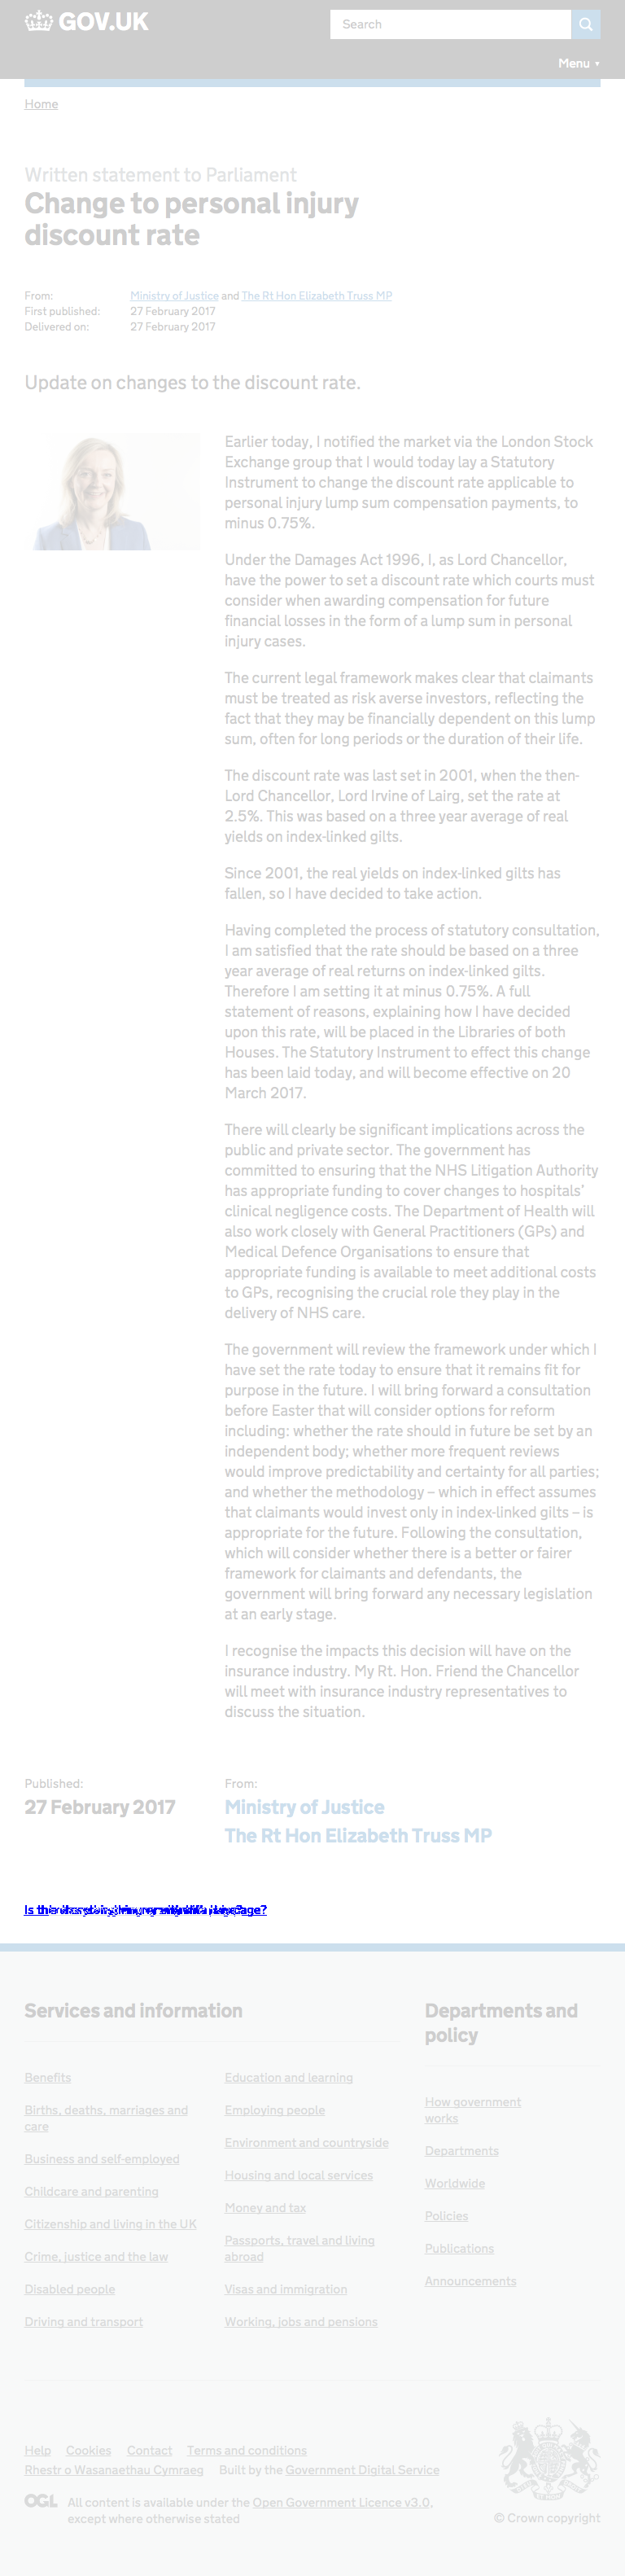 GOV.UK
Search
Menu ▼
Home
Written statement to Parliament
Change to personal injury
discount rate
From: Ministry of Justice and The Rt Hon Elizabeth Truss MP
First published: 27 February 2017
Delivered on: 27 February 2017
Update on changes to the discount rate.
Earlier today, I notified the market via the London Stock
Exchange group that I would today lay a Statutory
Instrument to change the discount rate applicable to
personal injury lump sum compensation payments, to
minus 0.75%.
Under the Damages Act 1996, I, as Lord Chancellor,
have the power to set a discount rate which courts must
consider when awarding compensation for future
financial losses in the form of a lump sum in personal
injury cases.
The current legal framework makes clear that claimants
must be treated as risk averse investors, reflecting the
fact that they may be financially dependent on this lump
sum, often for long periods or the duration of their life.
The discount rate was last set in 2001, when the then-
Lord Chancellor, Lord Irvine of Lairg, set the rate at
2.5%. This was based on a three year average of real
yields on index-linked gilts.
Since 2001, the real yields on index-linked gilts has
fallen, so I have decided to take action.
Having completed the process of statutory consultation,
I am satisfied that the rate should be based on a three
year average of real returns on index-linked gilts.
Therefore I am setting it at minus 0.75%. A full
statement of reasons, explaining how I have decided
upon this rate, will be placed in the Libraries of both
Houses. The Statutory Instrument to effect this change
has been laid today, and will become effective on 20
March 2017.
There will clearly be significant implications across the
public and private sector. The government has
committed to ensuring that the NHS Litigation Authority
has appropriate funding to cover changes to hospitals’
clinical negligence costs. The Department of Health will
also work closely with General Practitioners (GPs) and
Medical Defence Organisations to ensure that
appropriate funding is available to meet additional costs
to GPs, recognising the crucial role they play in the
delivery of NHS care.
The government will review the framework under which I
have set the rate today to ensure that it remains fit for
purpose in the future. I will bring forward a consultation
before Easter that will consider options for reform
including: whether the rate should in future be set by an
independent body; whether more frequent reviews
would improve predictability and certainty for all parties;
and whether the methodology – which in effect assumes
that claimants would invest only in index-linked gilts – is
appropriate for the future. Following the consultation,
which will consider whether there is a better or fairer
framework for claimants and defendants, the
government will bring forward any necessary legislation
at an early stage.
I recognise the impacts this decision will have on the
insurance industry. My Rt. Hon. Friend the Chancellor
will meet with insurance industry representatives to
discuss the situation.
Published: From:
27 February 2017 Ministry of Justice
The Rt Hon Elizabeth Truss MP
Services and information
Departments and
policy
Benefits
Births, deaths, marriages and
care
Business and self-employed
Childcare and parenting
Citizenship and living in the UK
Crime, justice and the law
Disabled people
Driving and transport
Education and learning
Employing people
Environment and countryside
Housing and local services
Money and tax
Passports, travel and living
abroad
Visas and immigration
Working, jobs and pensions
How government
works
Departments
Worldwide
Policies
Publications
Announcements
Help Cookies Contact Terms and conditions
Rhestr o Wasanaethau Cymraeg Built by the Government Digital Service
OGL All content is available under the Open Government Licence v3.0,
except where otherwise stated
© Crown copyright